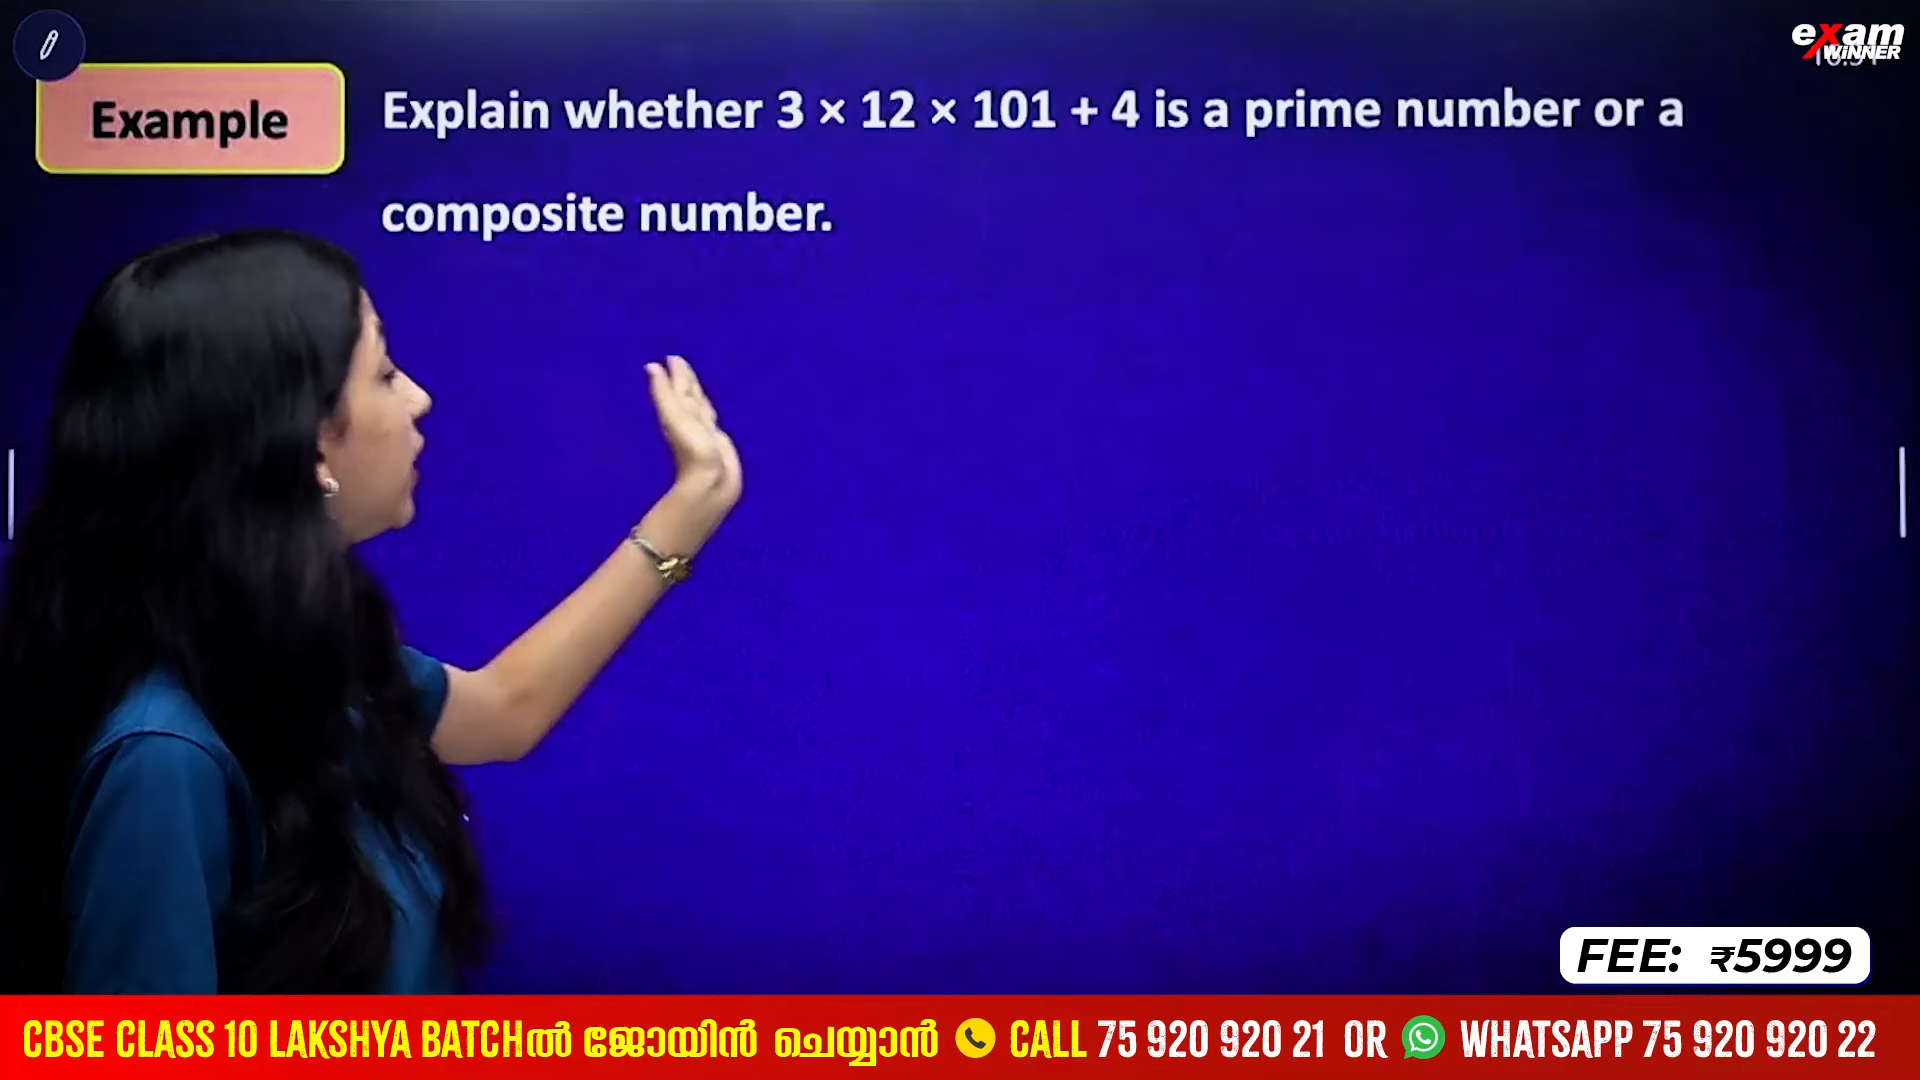 exam
WINNER
Example
Explain whether 3 × 12 × 101 + 4 is a prime number or a
composite number.
FEE: ₹5999
CBSE CLASS 10 LAKSHYA BATCHൽ ജോയിൻ ചെയ്യാൻ CALL 75 920 920 21 OR WHATSAPP 75 920 920 22